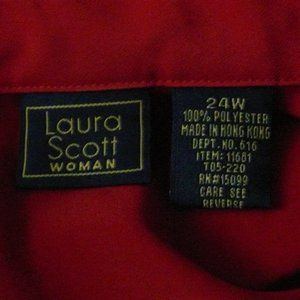 Laura
Scott
WOMAN
24W
100% POLYESTER
MADE IN HONG KONG
DEPT. NO. 616
ITEM: 11681
T05-220
RN#15099
CARE SEE
REVERSE